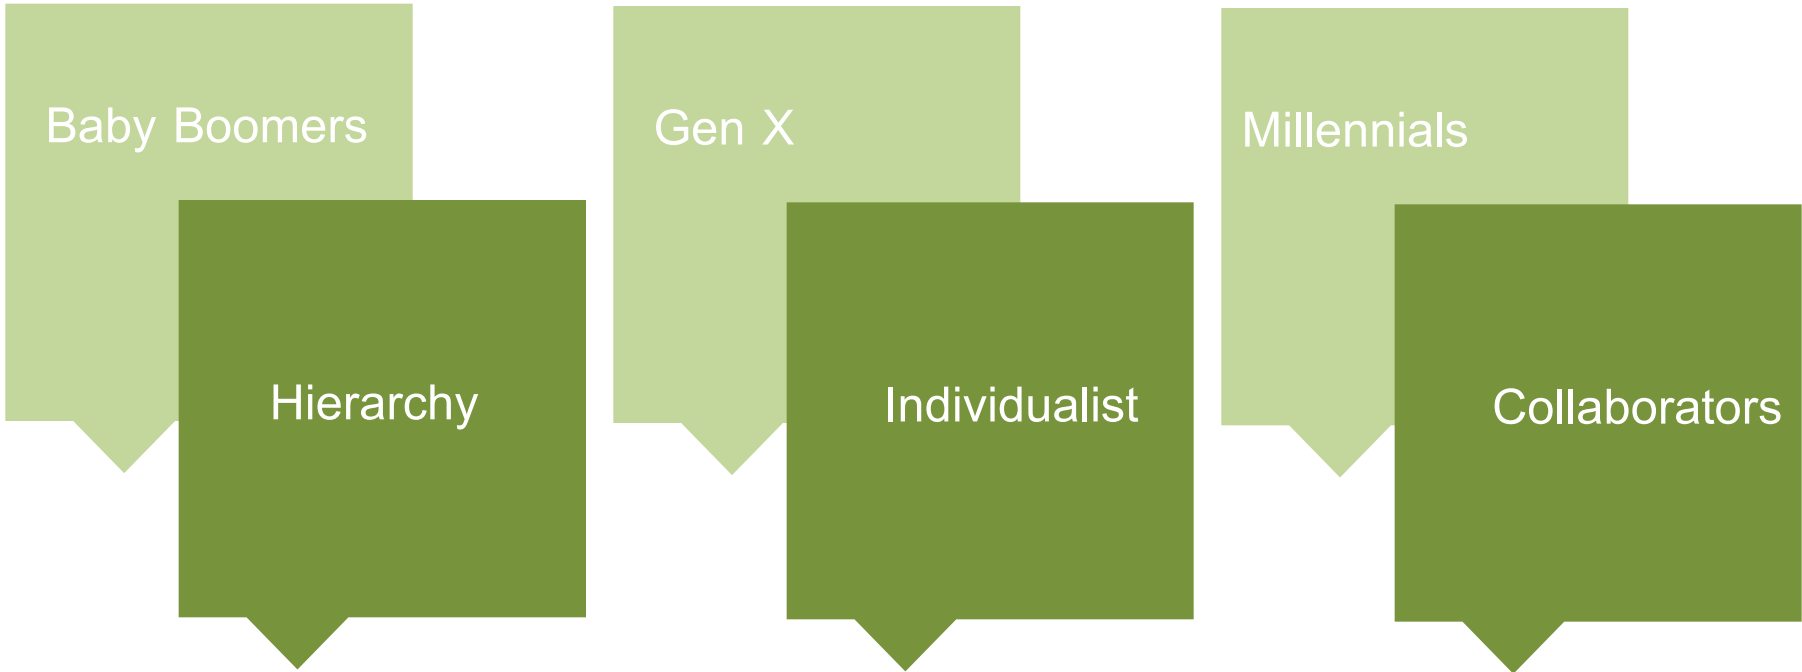 Baby Boomers
Hierarchy
Gen X
Individualist
Millennials
Collaborators